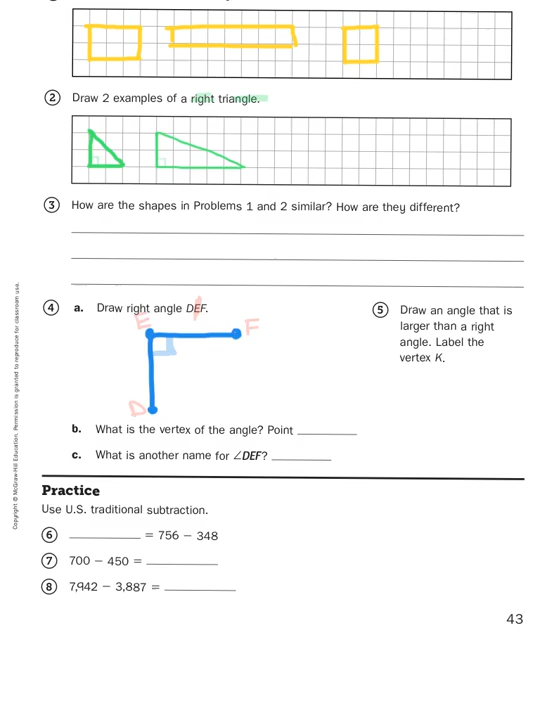 ② Draw 2 examples of a right triangle.
③ How are the shapes in Problems 1 and 2 similar? How are they different?
④ a. Draw right angle DEF.
E F
D
b. What is the vertex of the angle? Point
c. What is another name for ∠DEF?
⑤ Draw an angle that is
larger than a right
angle. Label the
vertex K.
Copyright © McGraw-Hill Education. Permission is granted to reproduce for classroom use.
Practice
Use U.S. traditional subtraction.
⑥ ________ = 756 − 348
⑦ 700 − 450 = ________
⑧ 7,942 − 3,887 = ________
43